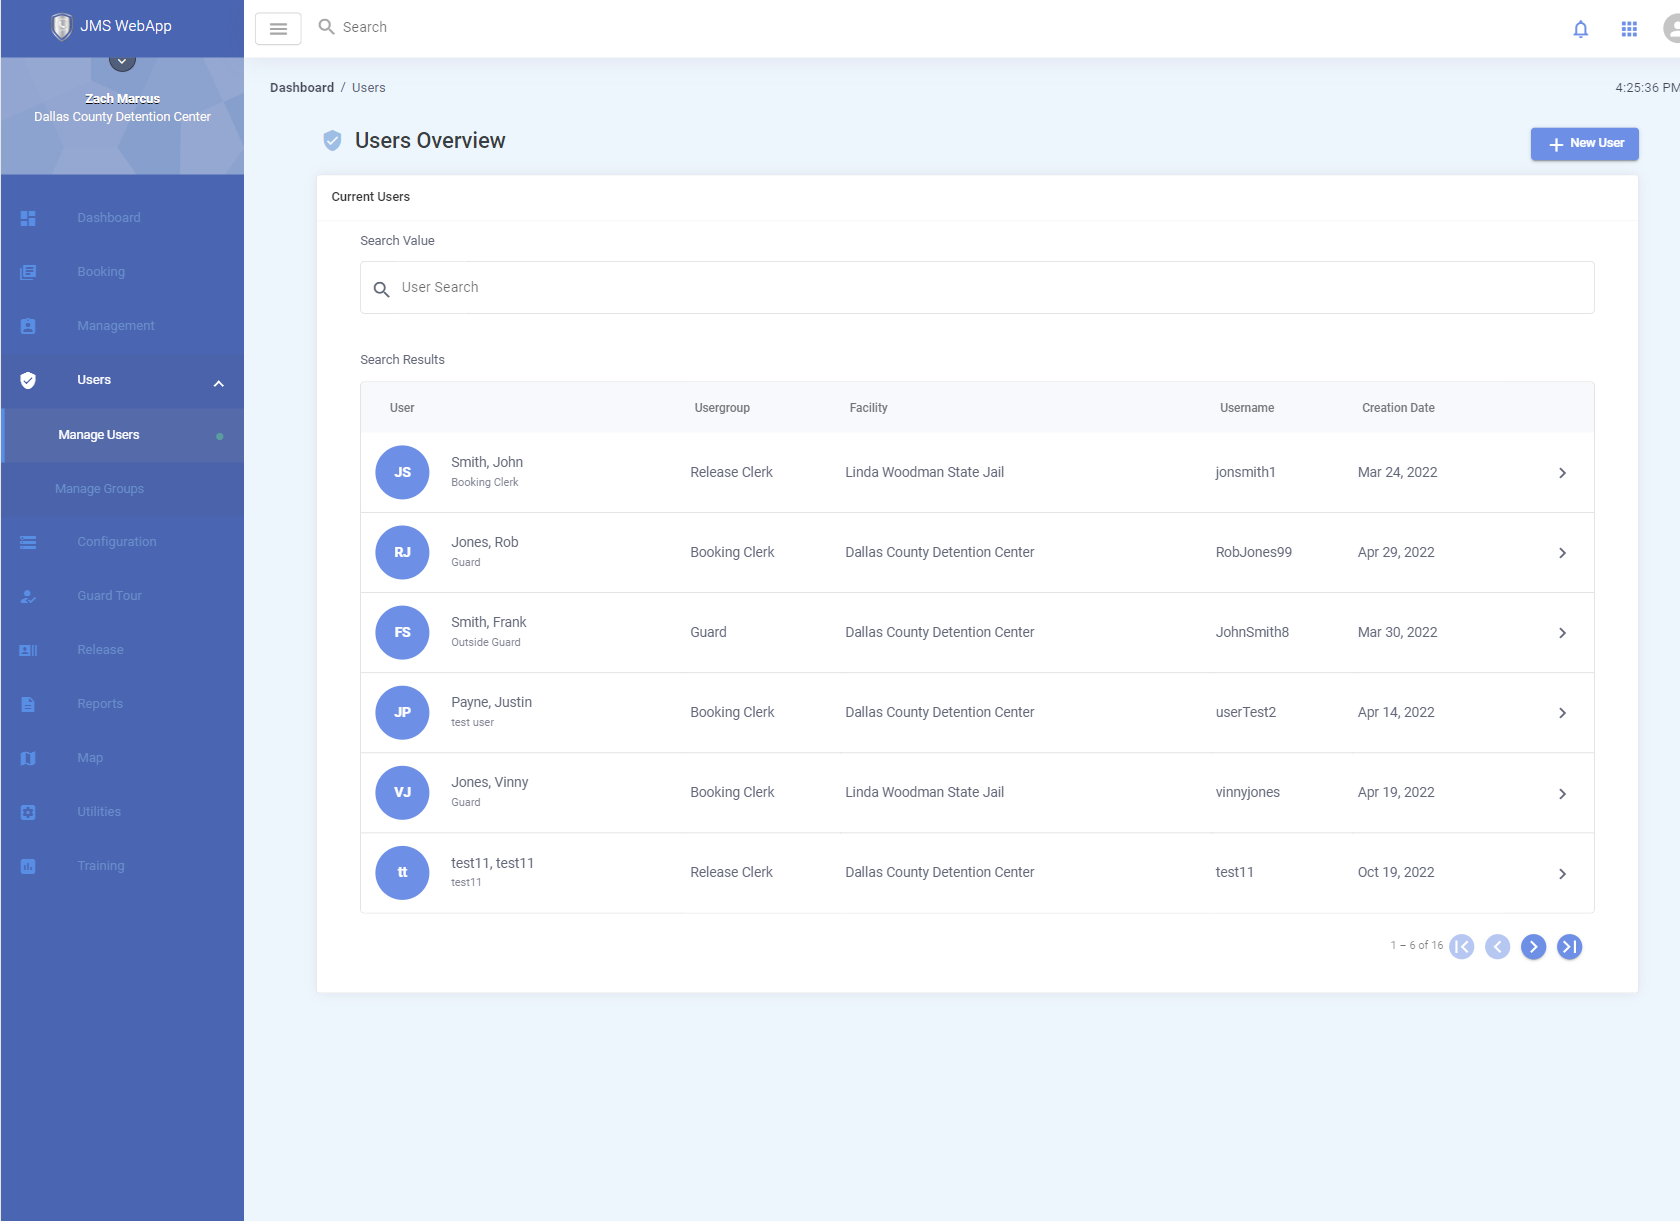 JMS WebApp
Search
Zach Marcus
Dallas County Detention Center
Dashboard
Booking
Management
Users
Manage Users
Manage Groups
Configuration
Guard Tour
Release
Reports
Map
Utilities
Training
Dashboard / Users
4:25:36 PM
Users Overview
New User
Current Users
Search Value
User Search
Search Results
User Usergroup Facility Username Creation Date
JS Smith, John Release Clerk Linda Woodman State Jail jonsmith1 Mar 24, 2022
Booking Clerk
RJ Jones, Rob Booking Clerk Dallas County Detention Center RobJones99 Apr 29, 2022
Guard
FS Smith, Frank Guard Dallas County Detention Center JohnSmith8 Mar 30, 2022
Outside Guard
JP Payne, Justin Booking Clerk Dallas County Detention Center userTest2 Apr 14, 2022
test user
VJ Jones, Vinny Booking Clerk Linda Woodman State Jail vinnyjones Apr 19, 2022
Guard
tt test11, test11 Release Clerk Dallas County Detention Center test11 Oct 19, 2022
test11
1 – 6 of 16